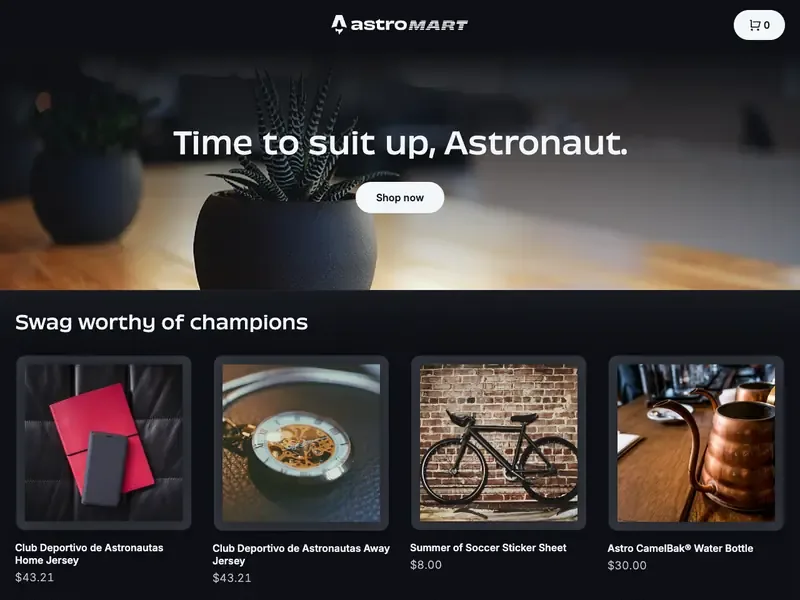 astroMART
0
Time to suit up, Astronaut.
Shop now
Swag worthy of champions
Club Deportivo de Astronautas
Home Jersey
$43.21
Club Deportivo de Astronautas Away
Jersey
$43.21
Summer of Soccer Sticker Sheet
$8.00
Astro CamelBak® Water Bottle
$30.00